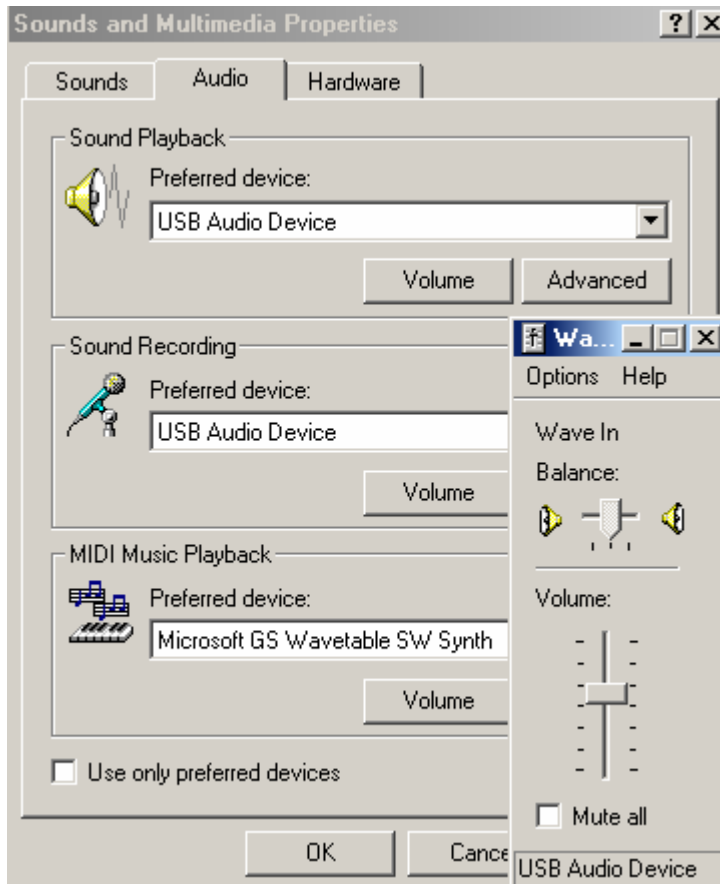 Sounds and Multimedia Properties
Sounds
Audio
Hardware
Sound Playback
Preferred device:
USB Audio Device
Volume
Advanced
Sound Recording
Preferred device:
USB Audio Device
Volume
MIDI Music Playback
Preferred device:
Microsoft GS Wavetable SW Synth
Volume
Use only preferred devices
OK
Cance
Wa...
Options Help
Wave In
Balance:
Volume:
Mute all
USB Audio Device